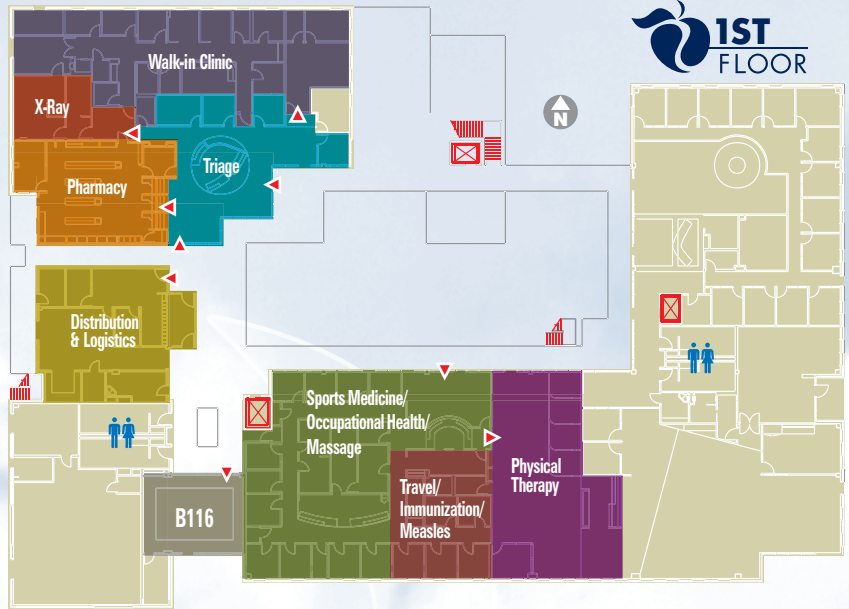 1ST
FLOOR
Walk-in Clinic
X-Ray
N
Triage
Pharmacy
Distribution
& Logistics
Sports Medicine/
Occupational Health/
Massage
Physical
Therapy
Travel/
Immunization/
Measles
B116